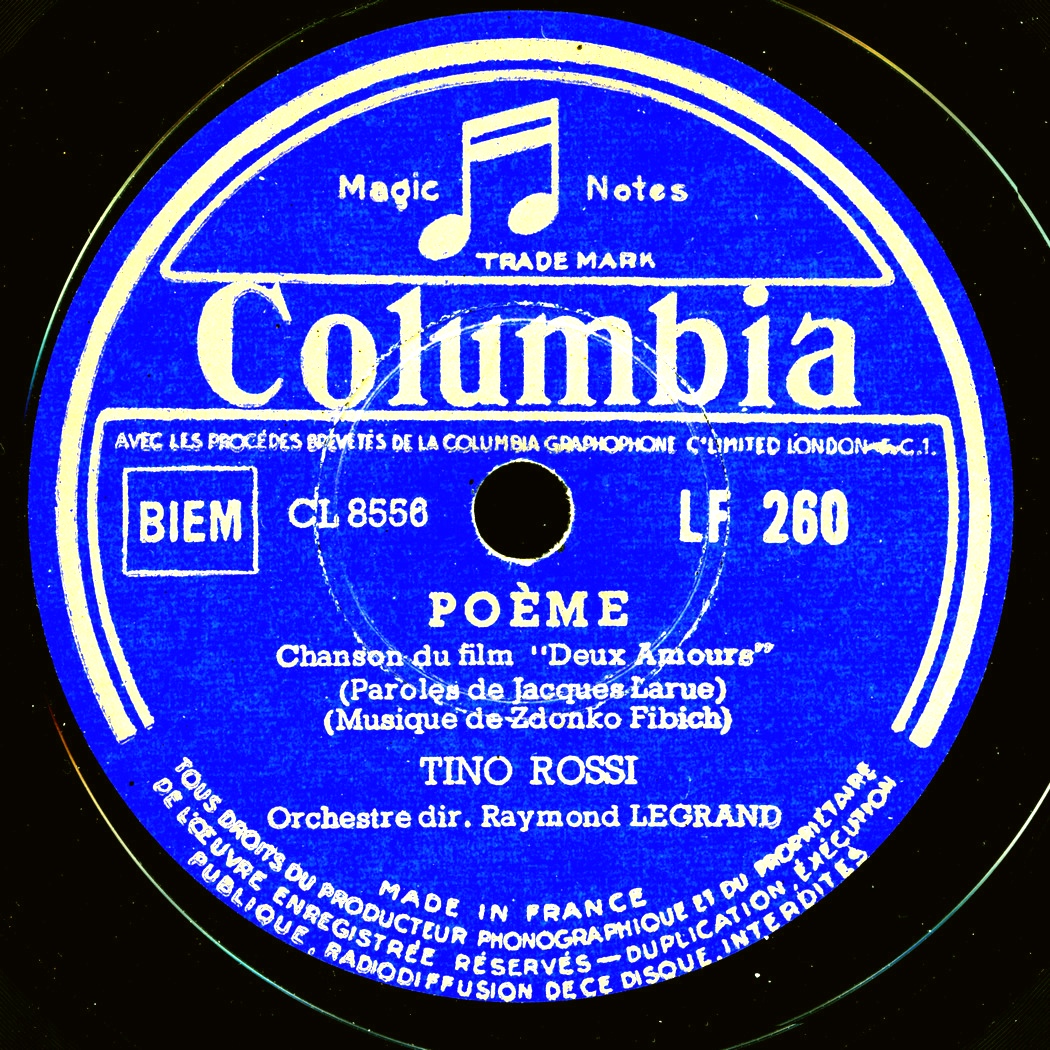 Magic Notes
TRADE MARK
Columbia
AVEC LES PROCÉDES BREVETÉS DE LA COLUMBIA GRAPHOPHONE Cº LIMITED LONDON E.C.1.
BIEM CL 8556 LF 260
POÈME
Chanson du film "Deux Amours"
(Paroles de Jacques Larue)
(Musique de Zdonko Fibich)
TINO ROSSI
Orchestre dir. Raymond LEGRAND
MADE IN FRANCE
TOUS DROITS DU PRODUCTEUR PHONOGRAPHIQUE ET DU PROPRIÉTAIRE
DE L'ŒUVRE ENREGISTRÉE RÉSERVÉS — DUPLICATION, EXÉCUTION
PUBLIQUE, RADIODIFFUSION DE CE DISQUE INTERDITES